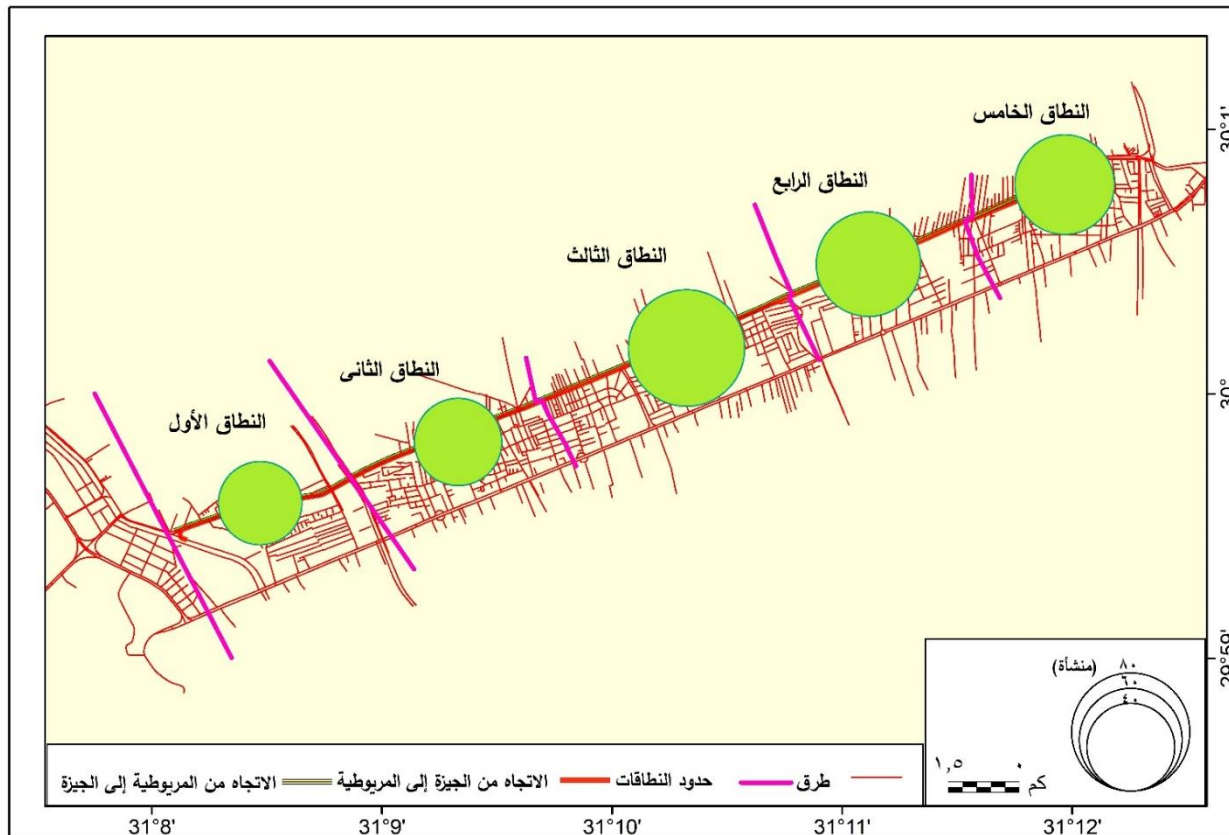 النطاق الخامس
النطاق الرابع
النطاق الثالث
النطاق الثانى
النطاق الأول
30°1'
30°
29°59'
(منشأة)
٨٠
٦٠
٤٠
١,٥ ٠
كم
طرق
حدود النطاقات
الاتجاه من الجيزة إلى المريوطية
الاتجاه من المريوطية إلى الجيزة
31°8' 31°9' 31°10' 31°11' 31°12'